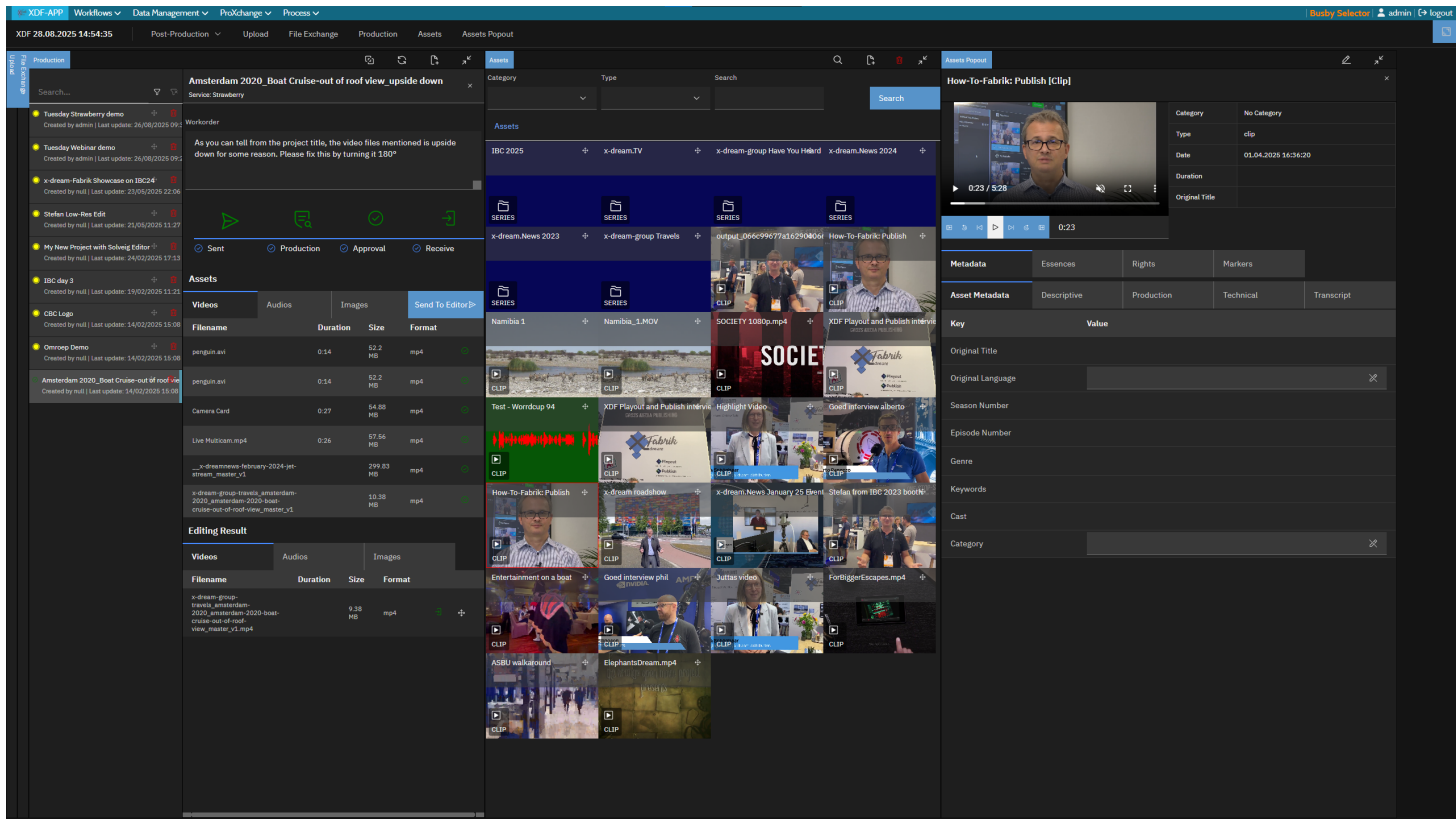 XDF-APP Workflows Data Management ProXchange Process Busby Selector admin logout
XDF 28.08.2025 14:54:35 Post-Production Upload File Exchange Production Assets Assets Popout
Upload
File Exchange
Production
Search...
Tuesday Strawberry demo
Created by admin | Last update: 26/08/2025 09:
Tuesday Webinar demo
Created by admin | Last update: 26/08/2025 09:2
x-dream-Fabrik Showcase on IBC24
Created by null | Last update: 23/05/2025 22:06
Stefan Low-Res Edit
Created by null | Last update: 21/05/2025 11:27
My New Project with Solveig Editor
Created by null | Last update: 24/02/2025 17:13
IBC day 3
Created by null | Last update: 19/02/2025 11:21
CBC Logo
Created by null | Last update: 14/02/2025 15:08
Omroep Demo
Created by null | Last update: 14/02/2025 15:08
Amsterdam 2020_Boat Cruise-out of roof vie
Created by null | Last update: 14/02/2025 15:08
Amsterdam 2020_Boat Cruise-out of roof view_upside down
Service: Strawberry
Workorder
As you can tell from the project title, the video files mentioned is upside
down for some reason. Please fix this by turning it 180º
Sent Production Approval Receive
Assets
Videos Audios Images Send To Editor
Filename Duration Size Format
penguin.avi 0:14 52.2 MB mp4
penguin.avi 0:14 52.2 MB mp4
Camera Card 0:27 54.88 MB mp4
Live Multicam.mp4 0:26 57.56 MB mp4
__x-dreamnews-february-2024-jet-
stream_master_v1 299.83 MB mp4
x-dream-group-travels_amsterdam-
2020_amsterdam-2020-boat-
cruise-out-of-roof-view_master_v1 10.38 MB mp4
Editing Result
Videos Audios Images
Filename Duration Size Format
x-dream-group-
travels_amsterdam-
2020_amsterdam-2020-boat-
cruise-out-of-roof-
view_master_v1.mp4 9.38 MB mp4
Assets
Category Type Search
Search
Assets
IBC 2025 x-dream.TV x-dream-group Have You Heard x-dream.News 2024
SERIES SERIES SERIES SERIES
x-dream.News 2023 x-dream-group Travels output_066c99677a1629 How-To-Fabrik: Publish
SERIES SERIES CLIP CLIP
Namibia 1 Namibia_1.MOV SOCIETY 1080p.mp4 XDF Playout and Publish intervie
SOCIE Fabrik
CLIP CLIP CLIP CLIP
Test - Worrdcup 94 XDF Playout and Publish intervie Highlight Video Goed interview alberto
Fabrik
CLIP CLIP CLIP CLIP
How-To-Fabrik: Publish x-dream roadshow x-dream.News January 25 Event Stefan from IBC 2023 booth
CLIP CLIP CLIP CLIP
Entertainment on a boat Goed interview phil Juttas video ForBiggerEscapes.mp4
CLIP CLIP CLIP CLIP
ASBU walkaround ElephantsDream.mp4
CLIP CLIP
Assets Popout
How-To-Fabrik: Publish [Clip]
0:23 / 5:28
0:23
Category No Category
Type clip
Date 01.04.2025 16:36:20
Duration
Original Title
Metadata Essences Rights Markers
Asset Metadata Descriptive Production Technical Transcript
Key Value
Original Title
Original Language
Season Number
Episode Number
Genre
Keywords
Cast
Category